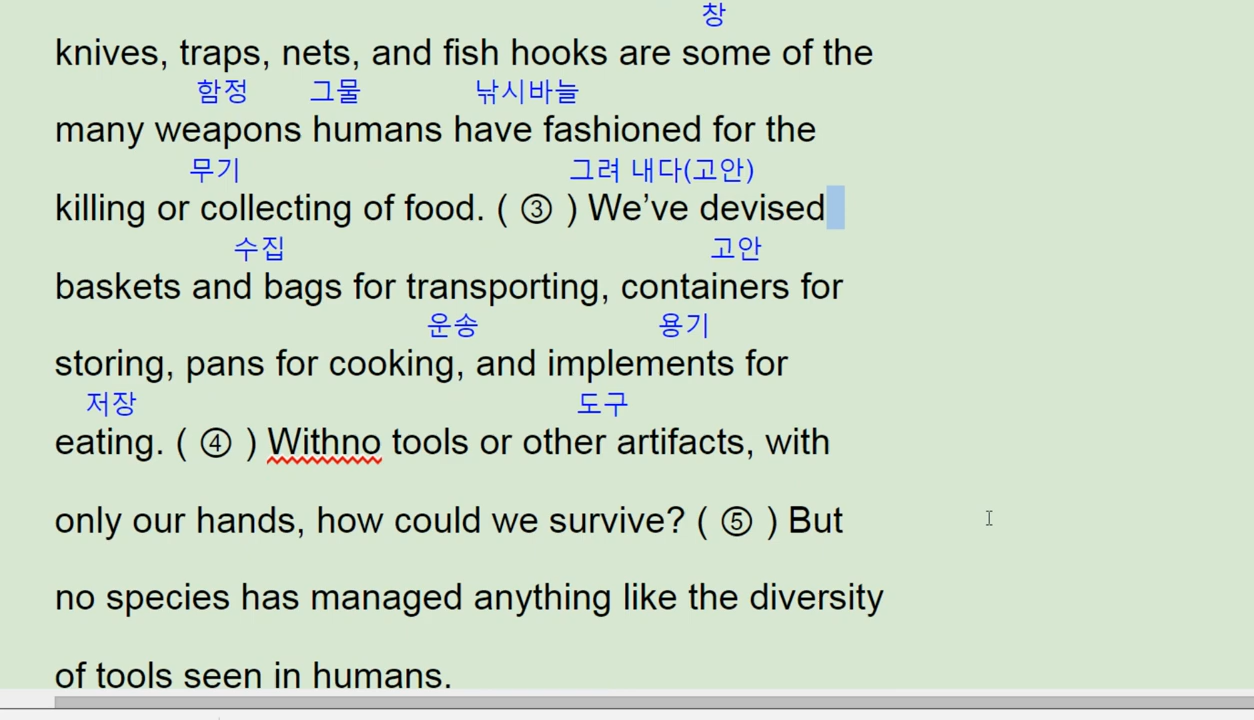 창
knives, traps, nets, and fish hooks are some of the
함정 그물 낚시바늘
many weapons humans have fashioned for the
무기 그려 내다(고안)
killing or collecting of food. ( ③ ) We’ve devised
수집 고안
baskets and bags for transporting, containers for
운송 용기
storing, pans for cooking, and implements for
저장 도구
eating. ( ④ ) Withno tools or other artifacts, with
only our hands, how could we survive? ( ⑤ ) But
no species has managed anything like the diversity
of tools seen in humans.